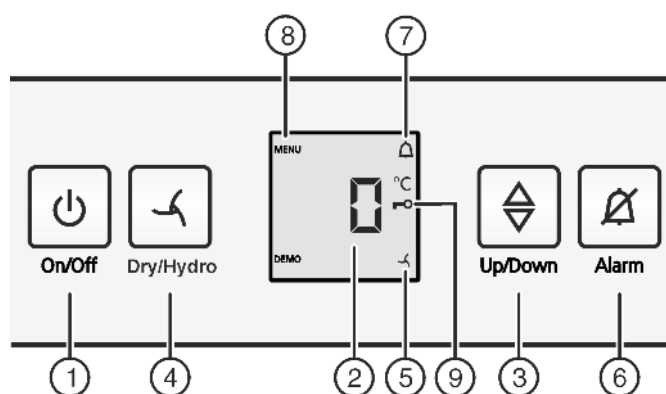 8 7
MENU
0 °C
DEMO
On/Off Dry/Hydro Up/Down Alarm
1 4 2 5 9 3 6